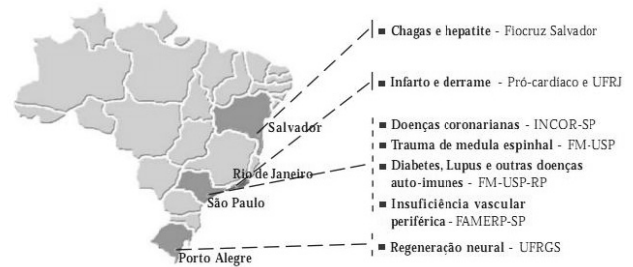 Chagas e hepatite - Fiocruz Salvador
Infarto e derrame - Pró-cardíaco e UFRJ
Salvador
Doenças coronarianas - INCOR-SP
Trauma de medula espinhal - FM-USP
Rio de Janeiro
Diabetes, Lupus e outras doenças
auto-imunes - FM-USP-RP
São Paulo
Insuficiência vascular
periférica - FAMERP-SP
Regeneração neural - UFRGS
Porto Alegre